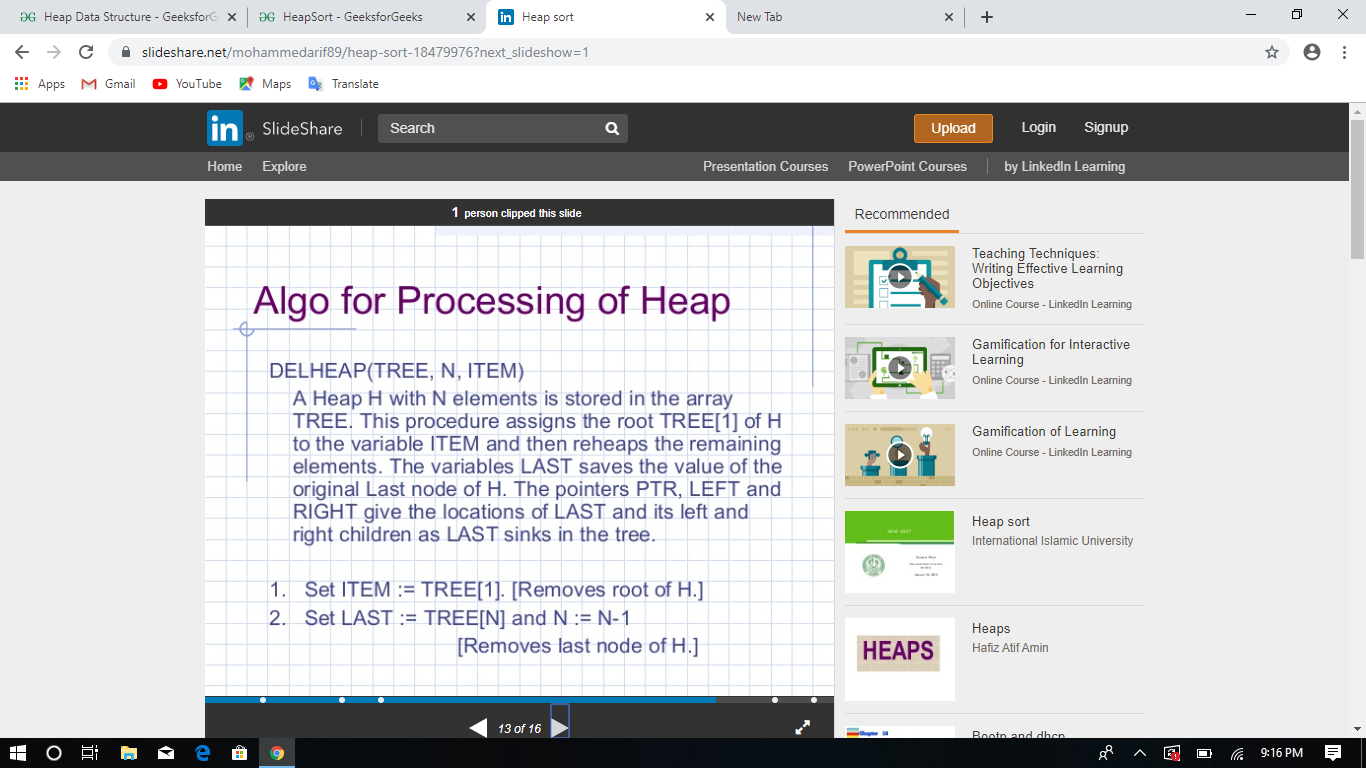 Heap Data Structure - GeeksforG
HeapSort - GeeksforGeeks
Heap sort
New Tab
slideshare.net/mohammedarif89/heap-sort-18479976?next_slideshow=1
Apps
Gmail
YouTube
Maps
Translate
in® SlideShare
Search
Upload
Login
Signup
Home
Explore
Presentation Courses
PowerPoint Courses
by LinkedIn Learning
1 person clipped this slide
Algo for Processing of Heap
DELHEAP(TREE, N, ITEM)
A Heap H with N elements is stored in the array
TREE. This procedure assigns the root TREE[1] of H
to the variable ITEM and then reheaps the remaining
elements. The variables LAST saves the value of the
original Last node of H. The pointers PTR, LEFT and
RIGHT give the locations of LAST and its left and
right children as LAST sinks in the tree.
1. Set ITEM := TREE[1]. [Removes root of H.]
2. Set LAST := TREE[N] and N := N-1
[Removes last node of H.]
13 of 16
Recommended
Teaching Techniques:
Writing Effective Learning
Objectives
Online Course - LinkedIn Learning
Gamification for Interactive
Learning
Online Course - LinkedIn Learning
Gamification of Learning
Online Course - LinkedIn Learning
HEAP SORT
Heap sort
International Islamic University
HEAPS
Heaps
Hafiz Atif Amin
Bootp and dhcp
9:16 PM